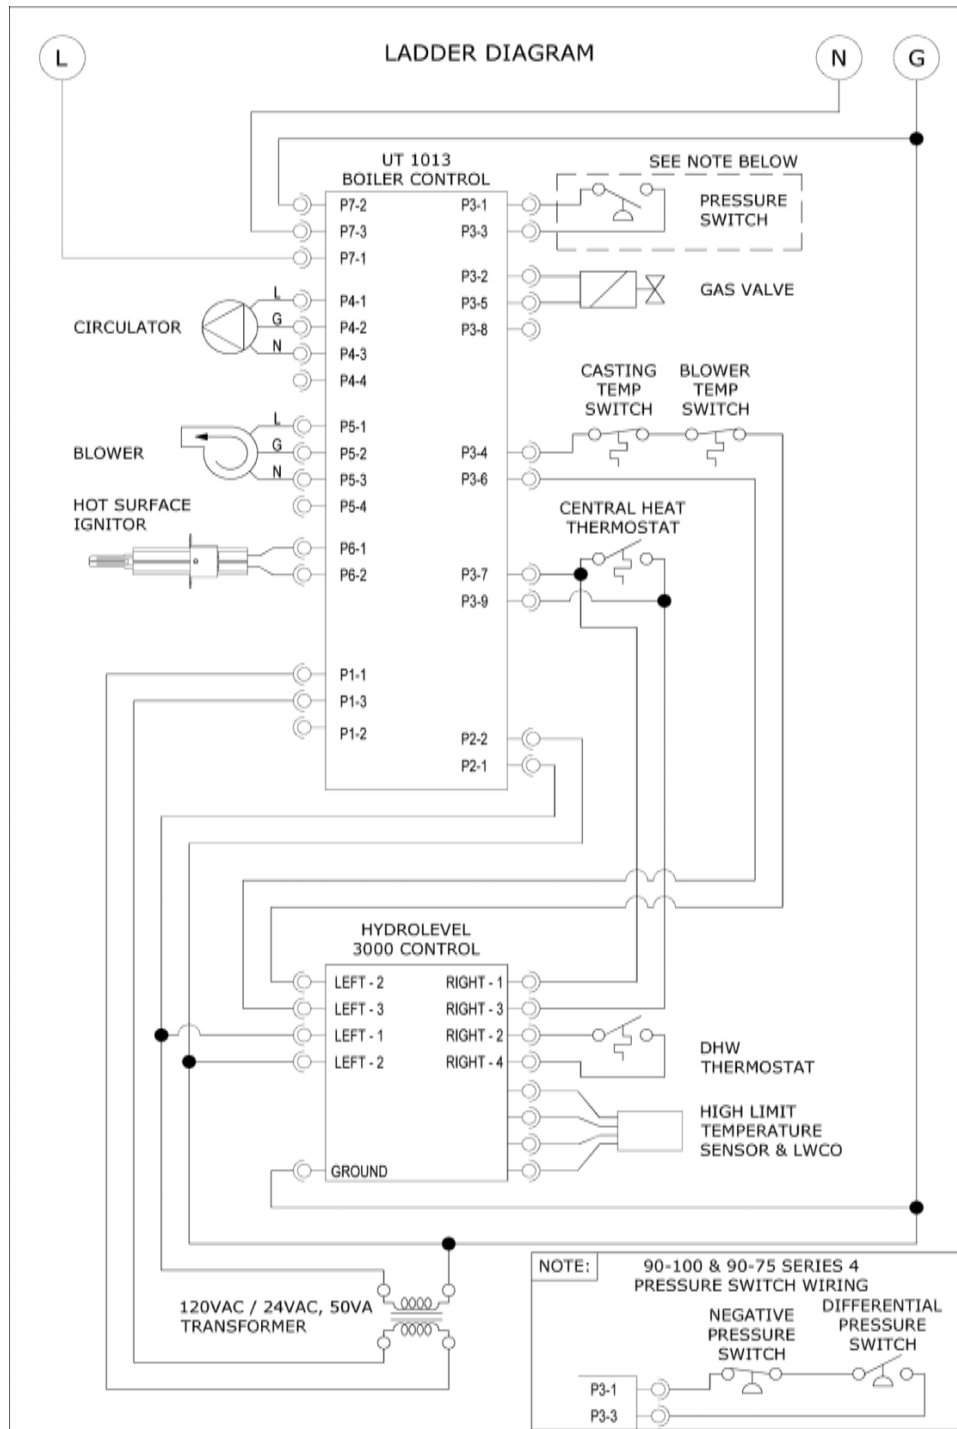 L
LADDER DIAGRAM
N
G
UT 1013
BOILER CONTROL
SEE NOTE BELOW
P7-2
P7-3
P7-1
P3-1
P3-3
PRESSURE
SWITCH
P3-2
P3-5
P3-8
GAS VALVE
CIRCULATOR
L
G
N
P4-1
P4-2
P4-3
P4-4
CASTING
TEMP
SWITCH
BLOWER
TEMP
SWITCH
BLOWER
L
G
N
P5-1
P5-2
P5-3
P5-4
P3-4
P3-6
HOT SURFACE
IGNITOR
P6-1
P6-2
CENTRAL HEAT
THERMOSTAT
P3-7
P3-9
P1-1
P1-3
P1-2
P2-2
P2-1
HYDROLEVEL
3000 CONTROL
LEFT - 2
LEFT - 3
LEFT - 1
LEFT - 2
RIGHT - 1
RIGHT - 3
RIGHT - 2
RIGHT - 4
DHW
THERMOSTAT
HIGH LIMIT
TEMPERATURE
SENSOR & LWCO
GROUND
120VAC / 24VAC, 50VA
TRANSFORMER
NOTE:
90-100 & 90-75 SERIES 4
PRESSURE SWITCH WIRING
NEGATIVE
PRESSURE
SWITCH
DIFFERENTIAL
PRESSURE
SWITCH
P3-1
P3-3